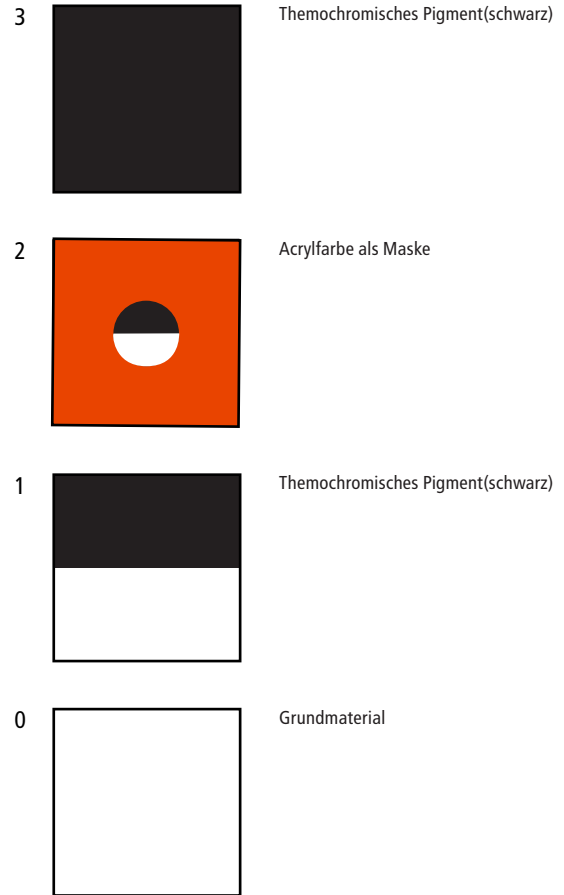 3 Themochromisches Pigment(schwarz)
2 Acrylfarbe als Maske
1 Themochromisches Pigment(schwarz)
0 Grundmaterial